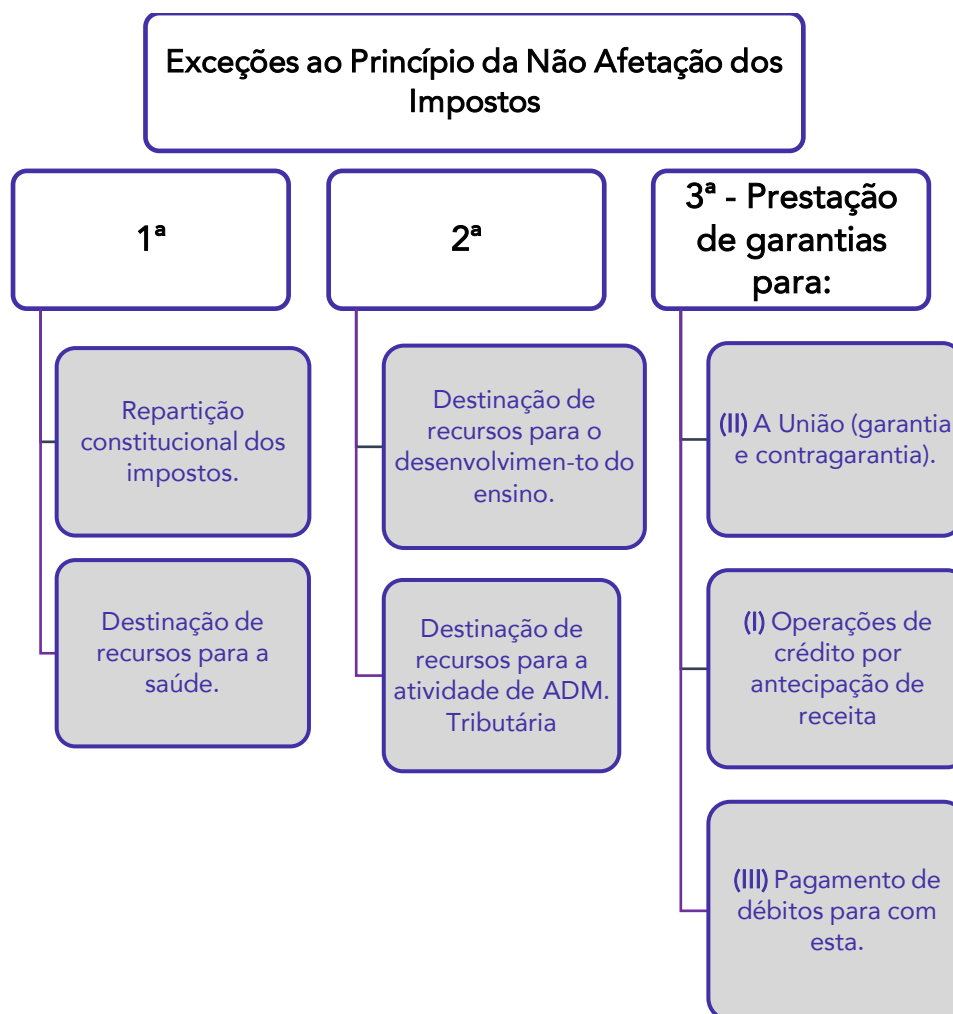 Exceções ao Princípio da Não Afetação dos
Impostos
1ª
Repartição
constitucional dos
impostos.
Destinação de
recursos para a
saúde.
2ª
Destinação de
recursos para o
desenvolvimen-to do
ensino.
Destinação de
recursos para a
atividade de ADM.
Tributária
3ª - Prestação
de garantias
para:
(II) A União (garantia
e contragarantia).
(I) Operações de
crédito por
antecipação de
receita
(III) Pagamento de
débitos para com
esta.